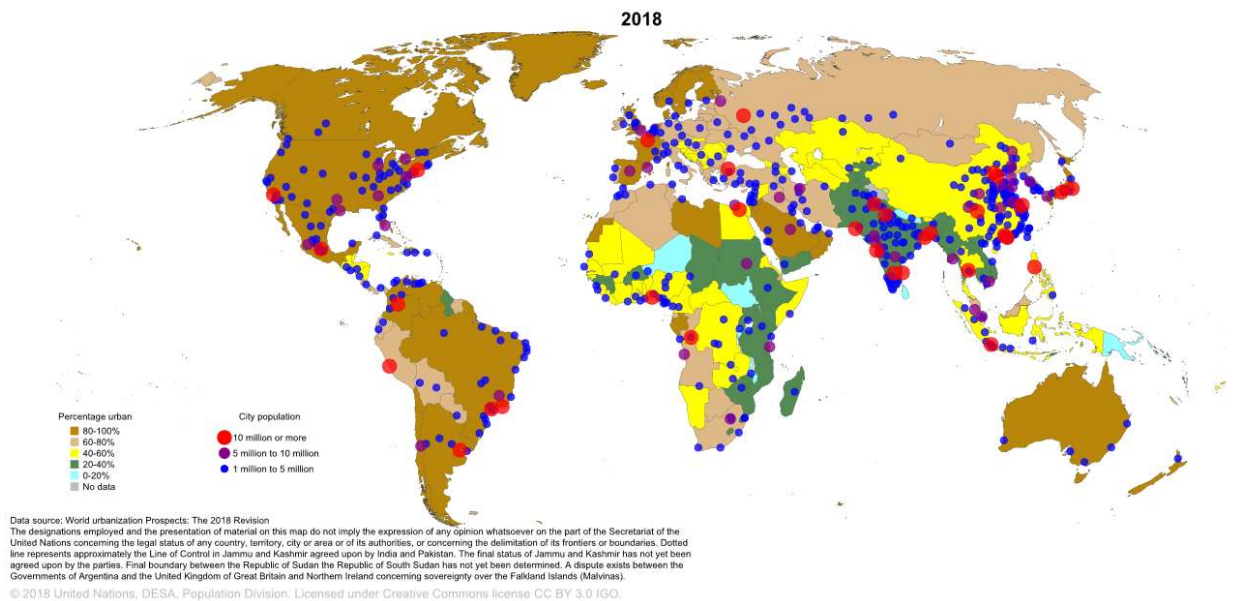 2018
Percentage urban
80-100%
60-80%
40-60%
20-40%
0-20%
No data
City population
10 million or more
5 million to 10 million
1 million to 5 million
Data source: World urbanization Prospects: The 2018 Revision
The designations employed and the presentation of material on this map do not imply the expression of any opinion whatsoever on the part of the Secretariat of the
United Nations concerning the legal status of any country, territory, city or area or of its authorities, or concerning the delimitation of its frontiers or boundaries. Dotted
line represents approximately the Line of Control in Jammu and Kashmir agreed upon by India and Pakistan. The final status of Jammu and Kashmir has not yet been
agreed upon by the parties. Final boundary between the Republic of Sudan the Republic of South Sudan has not yet been determined. A dispute exists between the
Governments of Argentina and the United Kingdom of Great Britain and Northern Ireland concerning sovereignty over the Falkland Islands (Malvinas).
© 2018 United Nations, DESA, Population Division. Licensed under Creative Commons license CC BY 3.0 IGO.